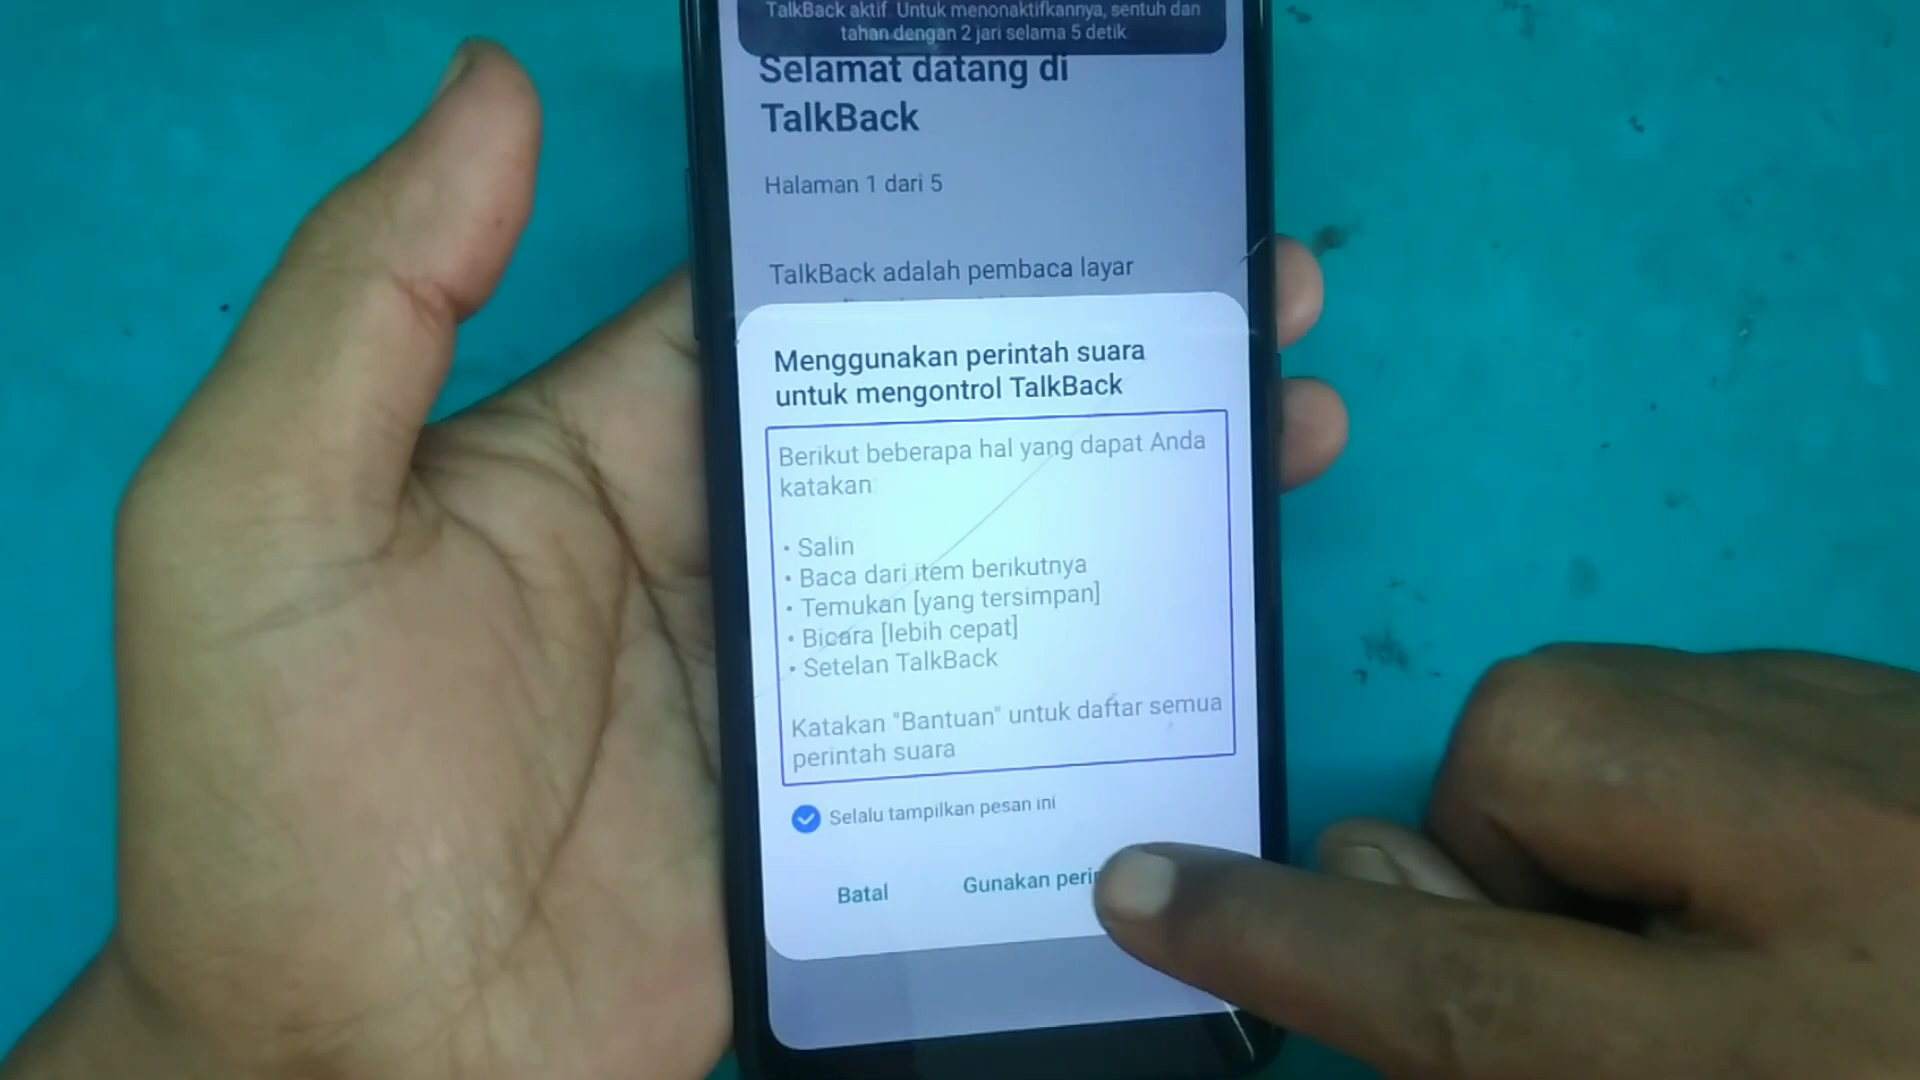 TalkBack aktif. Untuk menonaktifkannya, sentuh dan
tahan dengan 2 jari selama 5 detik.
Selamat datang di
TalkBack
Halaman 1 dari 5
TalkBack adalah pembaca layar
Menggunakan perintah suara
untuk mengontrol TalkBack
Berikut beberapa hal yang dapat Anda
katakan:
• Salin
• Baca dari item berikutnya
• Temukan [yang tersimpan]
• Bicara [lebih cepat]
• Setelan TalkBack
Katakan "Bantuan" untuk daftar semua
perintah suara
Selalu tampilkan pesan ini
Batal
Gunakan